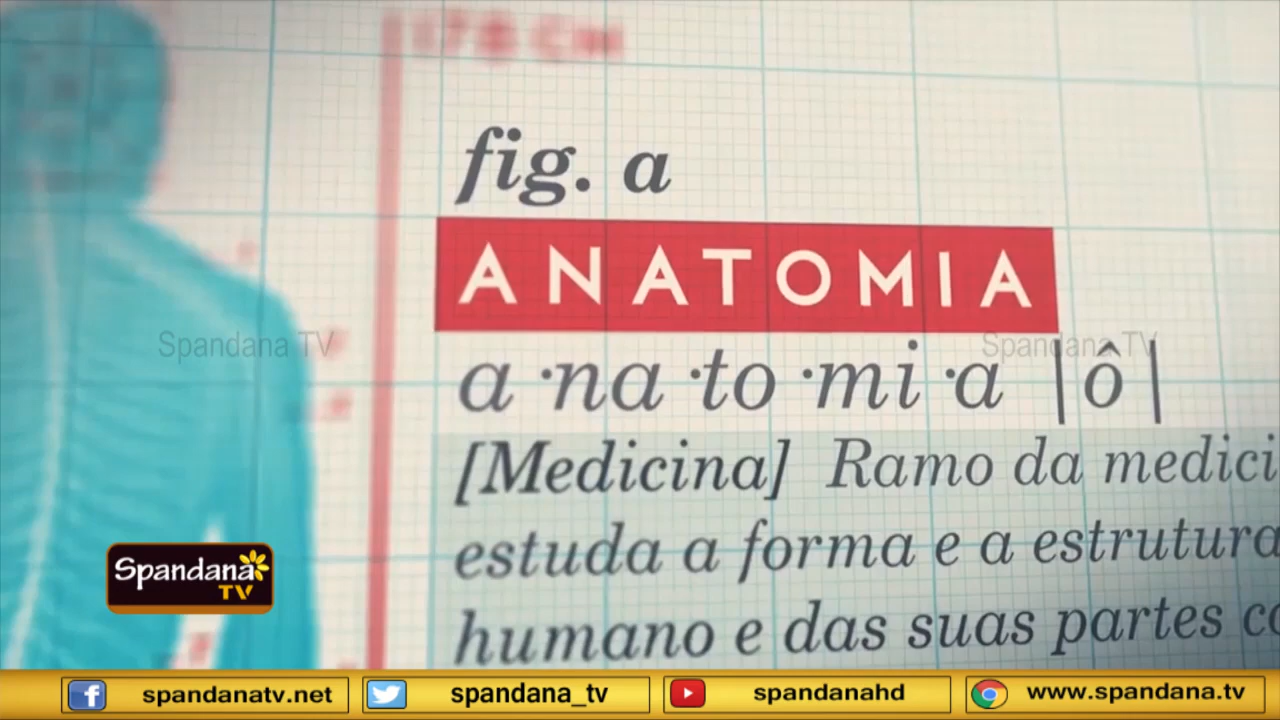 178 CM
fig. a
ANATOMIA
a·na·to·mi·a |ô|
[Medicina] Ramo da medici
estuda a forma e a estrutura
humano e das suas partes co
Spandana TV
Spandana TV
Spandana TV
spandanatv.net
spandana_tv
spandanahd
www.spandana.tv